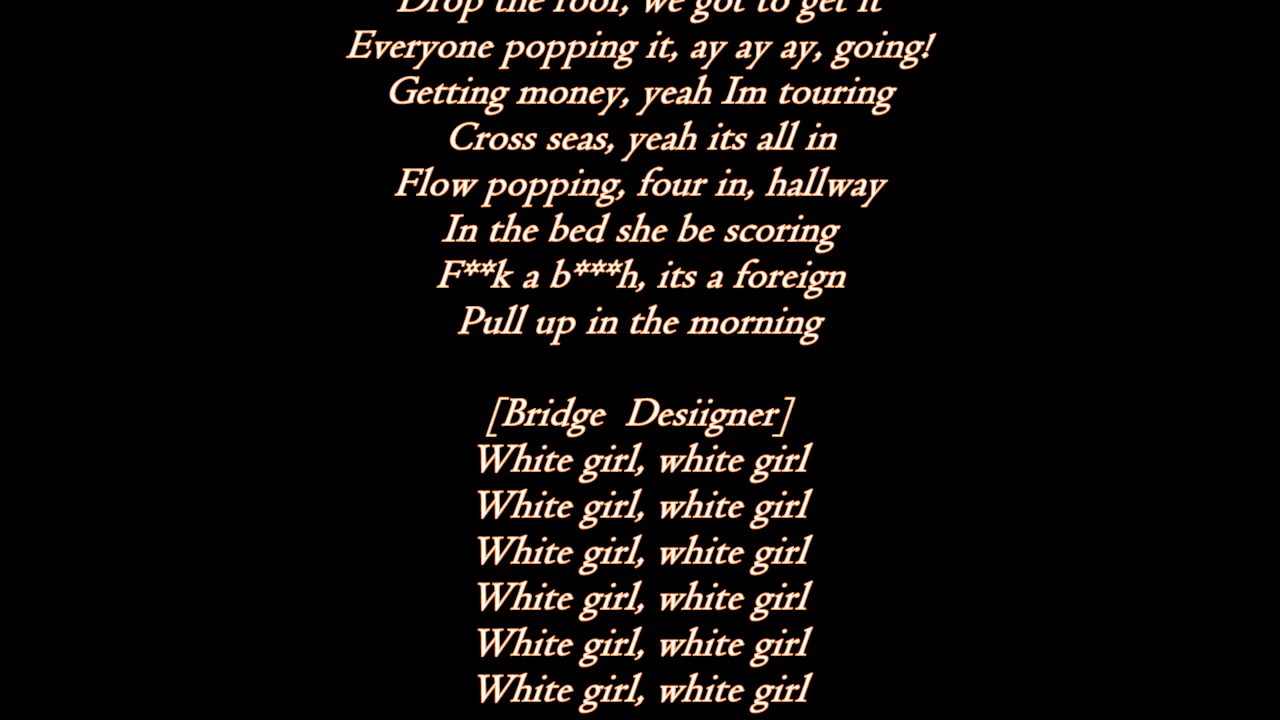 Drop the roof, we got to get it
Everyone popping it, ay ay ay, going!
Getting money, yeah Im touring
Cross seas, yeah its all in
Flow popping, four in, hallway
In the bed she be scoring
F**k a b***h, its a foreign
Pull up in the morning
[Bridge  Desiigner]
White girl, white girl
White girl, white girl
White girl, white girl
White girl, white girl
White girl, white girl
White girl, white girl